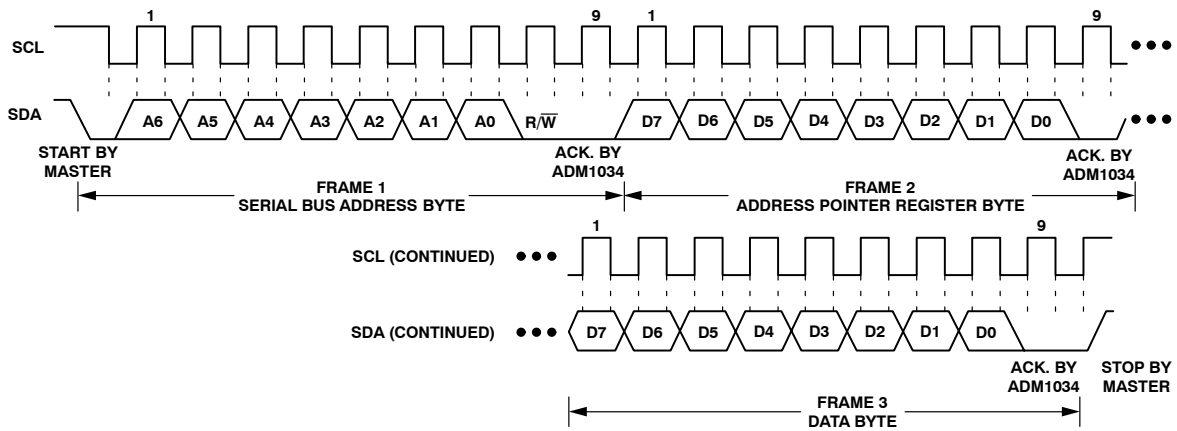 1 9 1 9
SCL
SDA A6 A5 A4 A3 A2 A1 A0 R/W̅ D7 D6 D5 D4 D3 D2 D1 D0
START BY MASTER
ACK. BY ADM1034
ACK. BY ADM1034
FRAME 1
SERIAL BUS ADDRESS BYTE
FRAME 2
ADDRESS POINTER REGISTER BYTE
1 9
SCL (CONTINUED)
SDA (CONTINUED) D7 D6 D5 D4 D3 D2 D1 D0
ACK. BY ADM1034
STOP BY MASTER
FRAME 3
DATA BYTE